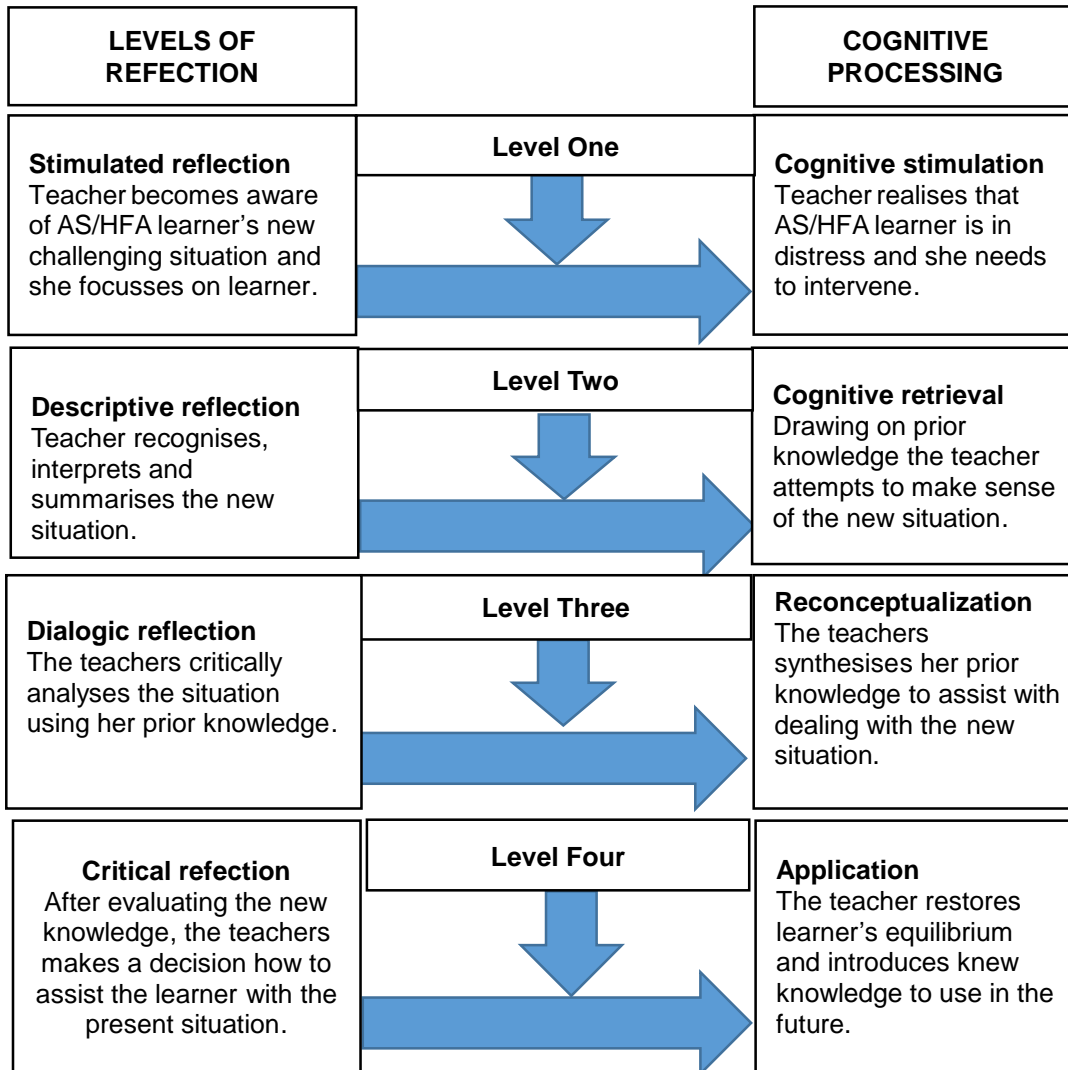 LEVELS OF
REFECTION
COGNITIVE
PROCESSING
Stimulated reflection
Teacher becomes aware
of AS/HFA learner's new
challenging situation and
she focusses on learner.
Level One
Cognitive stimulation
Teacher realises that
AS/HFA learner is in
distress and she needs
to intervene.
Descriptive reflection
Teacher recognises,
interprets and
summarises the new
situation.
Level Two
Cognitive retrieval
Drawing on prior
knowledge the teacher
attempts to make sense
of the new situation.
Dialogic reflection
The teachers critically
analyses the situation
using her prior knowledge.
Level Three
Reconceptualization
The teachers
synthesises her prior
knowledge to assist with
dealing with the new
situation.
Critical refection
After evaluating the new
knowledge, the teachers
makes a decision how to
assist the learner with the
present situation.
Level Four
Application
The teacher restores
learner's equilibrium
and introduces knew
knowledge to use in the
future.